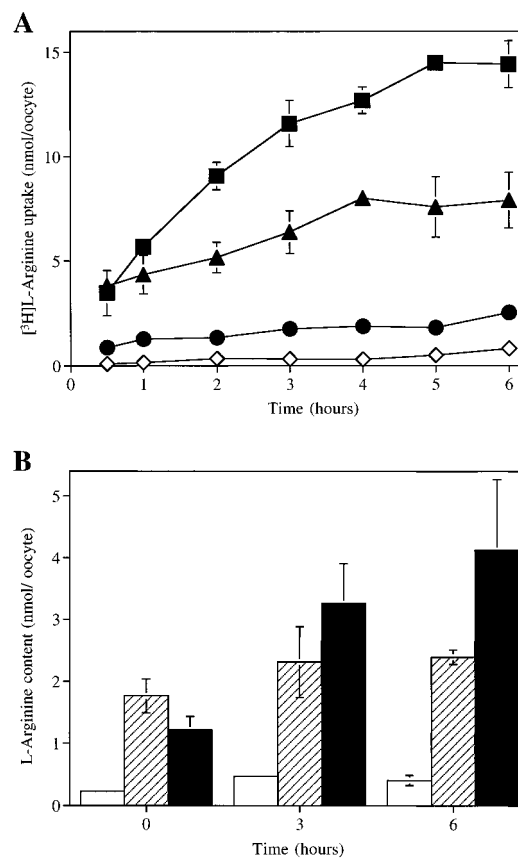 A
[³H]L-Arginine uptake (nmol/oocyte)
15
10
5
0
0 1 2 3 4 5 6
Time (hours)
B
L-Arginine content (nmol/ oocyte)
5
4
3
2
1
0
0 3 6
Time (hours)